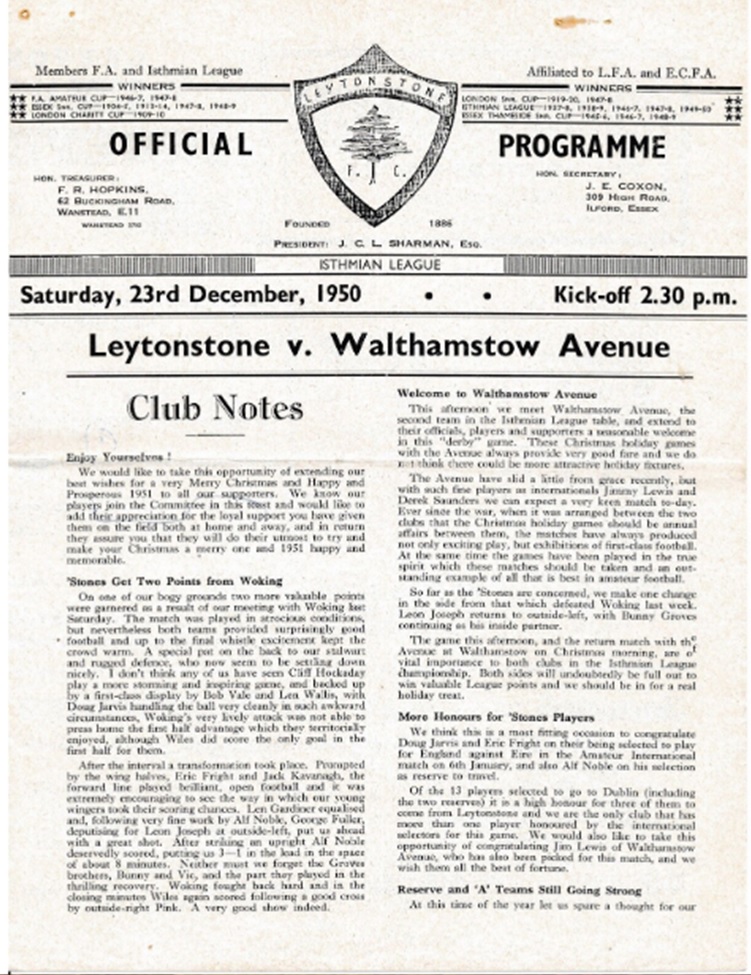 Members F.A. and Isthmian League
WINNERS
★★ F.A. AMATEUR CUP—1946-7, 1947-8
★★ ESSEX SNR. CUP—1904-5, 1913-14, 1947-8, 1948-9
★★ LONDON CHARITY CUP—1909-10
Affiliated to L.F.A. and E.C.F.A.
WINNERS
LONDON SNR. CUP—1919-20, 1947-8 ★★
ISTHMIAN LEAGUE—1937-8, 1938-9, 1946-7, 1947-8, 1949-50 ★★
ESSEX THAMESIDE SNR. CUP—1945-6, 1946-7, 1948-9 ★★
LEYTONSTONE
F. C.
OFFICIAL PROGRAMME
HON. TREASURER:
F. R. HOPKINS,
62 BUCKINGHAM ROAD,
WANSTEAD, E.11
WANSTEAD
HON. SECRETARY:
J. E. COXON,
309 HIGH ROAD,
ILFORD, ESSEX
FOUNDED 1886
PRESIDENT: J. C. L. SHARMAN, ESQ.
ISTHMIAN LEAGUE
Saturday, 23rd December, 1950 • • Kick-off 2.30 p.m.
Leytonstone v. Walthamstow Avenue
Club Notes
Enjoy Yourselves !
We would like to take this opportunity of extending our
best wishes for a very Merry Christmas and Happy and
Prosperous 1951 to all our supporters. We know our
players join the Committee in this toast and would like to
add their appreciation for the loyal support you have given
them on the field both at home and away, and in return
they assure you that they will do their utmost to try and
make your Christmas a merry one and 1951 happy and
memorable.
'Stones Get Two Points from Woking
On one of our bogy grounds two more valuable points
were garnered as a result of our meeting with Woking last
Saturday. The match was played in atrocious conditions,
but nevertheless both teams provided surprisingly good
football and up to the final whistle excitement kept the
crowd warm. A special pat on the back to our stalwart
and rugged defence, who now seem to be settling down
nicely. I don't think any of us have seen Cliff Hockaday
play a more storming and inspiring game, and backed up
by a first-class display by Bob Vale and Len Wallis, with
Doug Jarvis handling the ball very cleanly in such awkward
circumstances, Woking's very lively attack was not able to
press home the first half advantage which they territorially
enjoyed, although Wiles did score the only goal in the
first half for them.
After the interval a transformation took place. Prompted
by the wing halves, Eric Fright and Jack Kavanagh, the
forward line played brilliant, open football and it was
extremely encouraging to see the way in which our young
wingers took their scoring chances. Len Gardiner equalised
and, following very fine work by Alf Noble, George Fuller,
deputising for Leon Joseph at outside-left, put us ahead
with a great shot. After striking an upright Alf Noble
deservedly scored, putting us 3—1 in the lead in the space
of about 8 minutes. Neither must we forget the Groves
brothers, Bunny and Vic, and the part they played in the
thrilling recovery. Woking fought back hard and in the
closing minutes Wiles again scored following a good cross
by outside-right Pink. A very good show indeed.
Welcome to Walthamstow Avenue
This afternoon we meet Walthamstow Avenue, the
second team in the Isthmian League table, and extend to
their officials, players and supporters a seasonable welcome
in this "derby" game. These Christmas holiday games
with the Avenue always provide very good fare and we do
not think there could be more attractive holiday fixtures.
The Avenue have slid a little from grace recently, but
with such fine players as internationals Jimmy Lewis and
Derek Saunders we can expect a very keen match to-day.
Ever since the war, when it was arranged between the two
clubs that the Christmas holiday games should be annual
affairs between them, the matches have always produced
not only exciting play, but exhibitions of first-class football.
At the same time the games have been played in the true
spirit which these matches should be taken and an out-
standing example of all that is best in amateur football.
So far as the 'Stones are concerned, we make one change
in the side from that which defeated Woking last week.
Leon Joseph returns to outside-left, with Bunny Groves
continuing as his inside partner.
The game this afternoon, and the return match with the
Avenue at Walthamstow on Christmas morning, are of
vital importance to both clubs in the Isthmian League
championship. Both sides will undoubtedly be full out to
win valuable League points and we should be in for a real
holiday treat.
More Honours for 'Stones Players
We think this is a most fitting occasion to congratulate
Doug Jarvis and Eric Fright on their being selected to play
for England against Eire in the Amateur International
match on 6th January, and also Alf Noble on his selection
as reserve to travel.
Of the 13 players selected to go to Dublin (including
the two reserves) it is a high honour for three of them to
come from Leytonstone and we are the only club that has
more than one player honoured by the international
selectors for this game. We would also like to take this
opportunity of congratulating Jim Lewis of Walthamstow
Avenue, who has also been picked for this match, and we
wish them all the best of fortune.
Reserve and 'A' Teams Still Going Strong
At this time of the year let us spare a thought for our